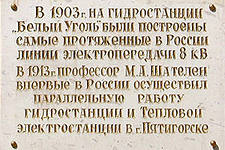 В 1903г. НА ГИДРОСТАНЦИИ
„БЕЛЫЙ УГОЛЬ" БЫЛИ ПОСТРОЕНЫ
САМЫЕ ПРОТЯЖЕННЫЕ В РОССИИ
ЛИНИИ ЭЛЕКТРОПЕРЕДАЧИ 8 кВ
В 1913г. ПРОФЕССОР М.А. ШАТЕЛЕН
ВПЕРВЫЕ В РОССИИ ОСУЩЕСТВИЛ
ПАРАЛЛЕЛЬНУЮ РАБОТУ
ГИДРОСТАНЦИИ И ТЕПЛОВОЙ
ЭЛЕКТРОСТАНЦИИ В г. ПЯТИГОРСКЕ